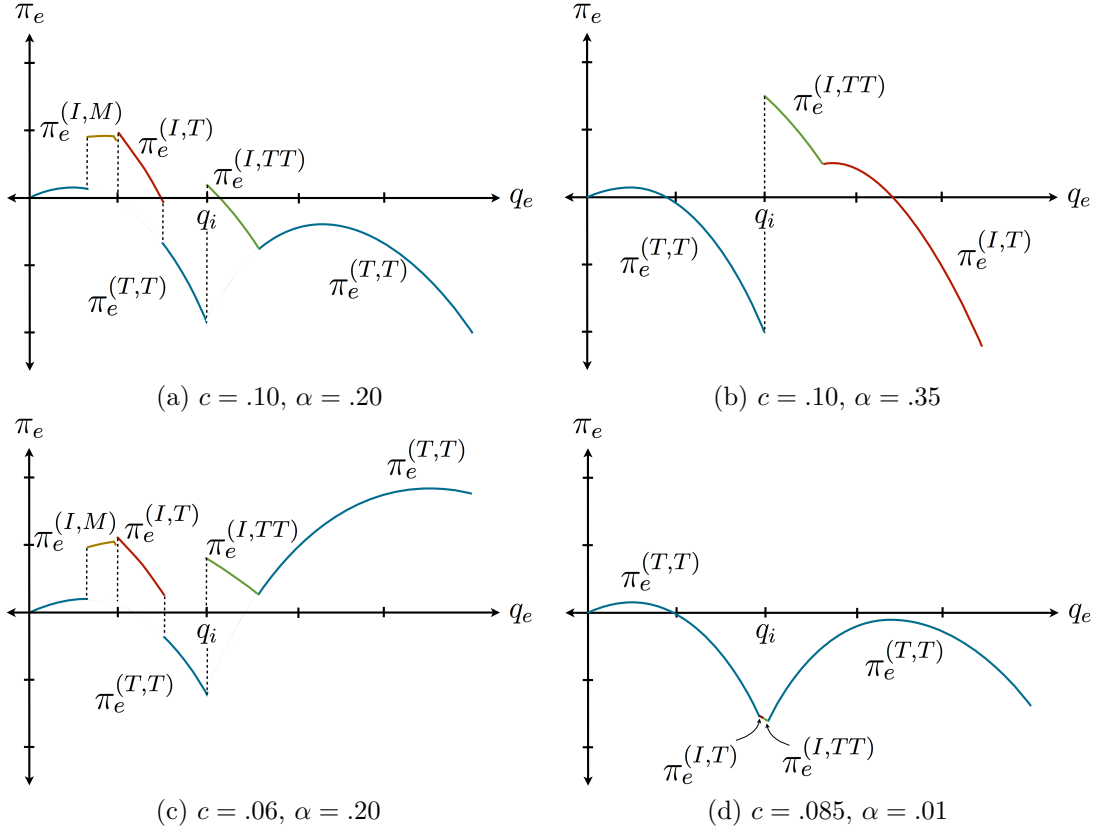 π_e
π_e^(I,M)
π_e^(I,T)
π_e^(I,TT)
q_i
q_e
π_e^(T,T)
π_e^(T,T)
(a) c = .10, α = .20
π_e
π_e^(I,TT)
q_i
q_e
π_e^(T,T)
π_e^(I,T)
(b) c = .10, α = .35
π_e
π_e^(T,T)
π_e^(I,M)
π_e^(I,T)
π_e^(I,TT)
q_i
q_e
π_e^(T,T)
(c) c = .06, α = .20
π_e
π_e^(T,T)
q_i
q_e
π_e^(T,T)
π_e^(I,T)
π_e^(I,TT)
(d) c = .085, α = .01